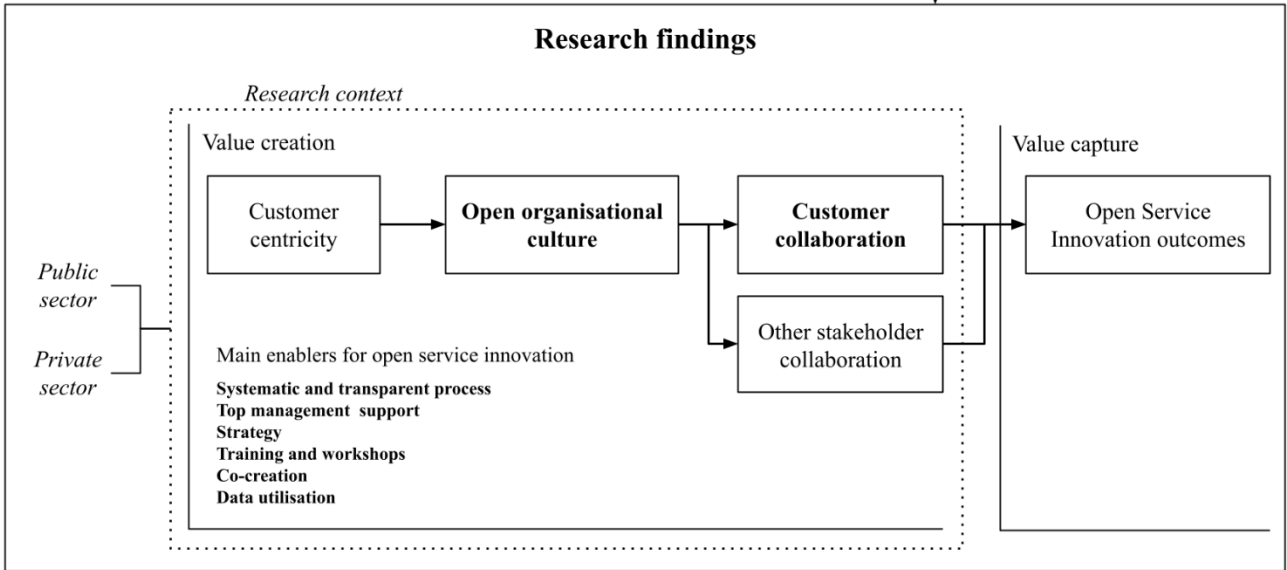 Research findings
Research context
Value creation
Customer
centricity
Open organisational
culture
Customer
collaboration
Other stakeholder
collaboration
Value capture
Open Service
Innovation outcomes
Public
sector
Private
sector
Main enablers for open service innovation
Systematic and transparent process
Top management support
Strategy
Training and workshops
Co-creation
Data utilisation